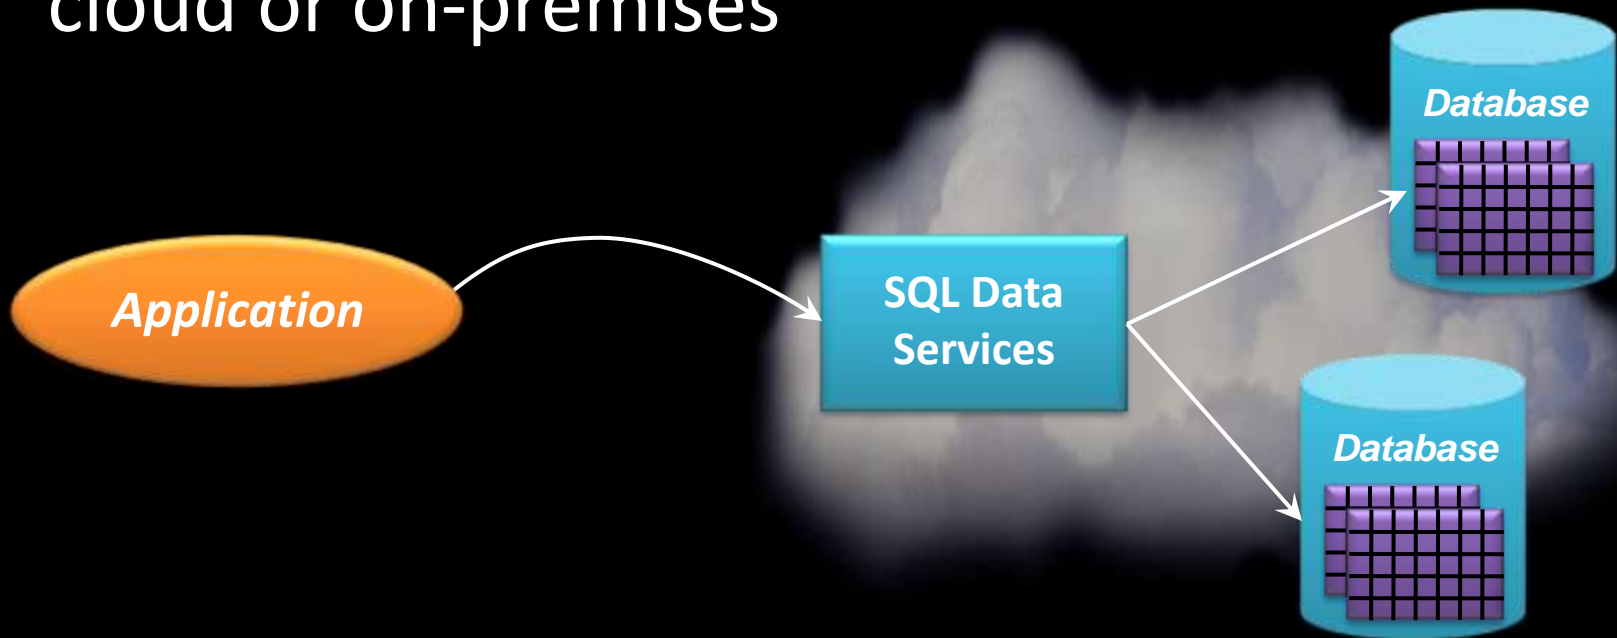 cloud or on-premises
Application
SQL Data
Services
Database
Database